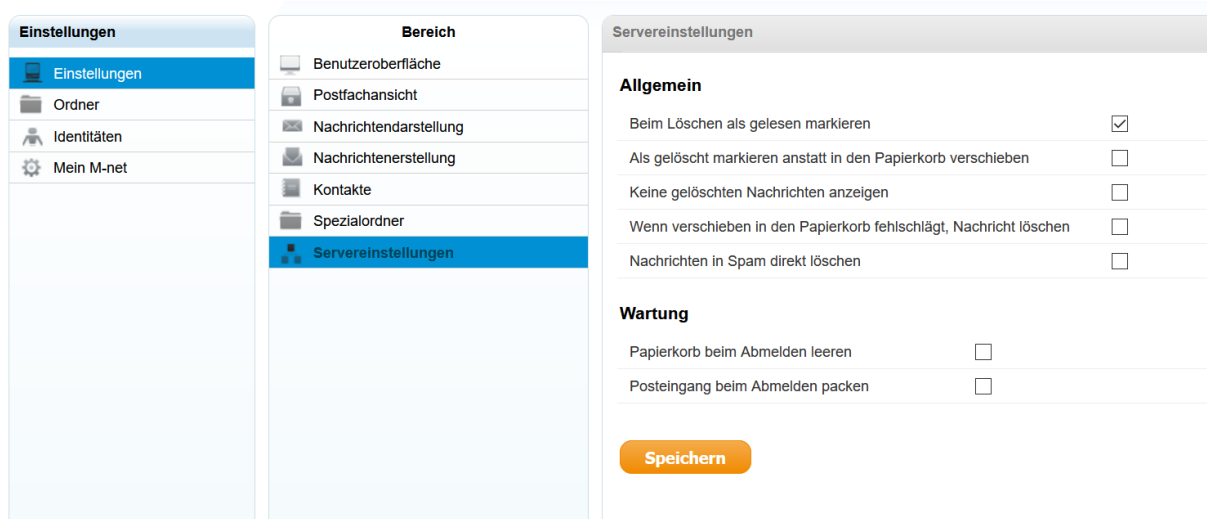 Einstellungen
Einstellungen
Ordner
Identitäten
Mein M-net
Bereich
Benutzeroberfläche
Postfachansicht
Nachrichtendarstellung
Nachrichtenerstellung
Kontakte
Spezialordner
Servereinstellungen
Servereinstellungen
Allgemein
Beim Löschen als gelesen markieren
Als gelöscht markieren anstatt in den Papierkorb verschieben
Keine gelöschten Nachrichten anzeigen
Wenn verschieben in den Papierkorb fehlschlägt, Nachricht löschen
Nachrichten in Spam direkt löschen
Wartung
Papierkorb beim Abmelden leeren
Posteingang beim Abmelden packen
Speichern